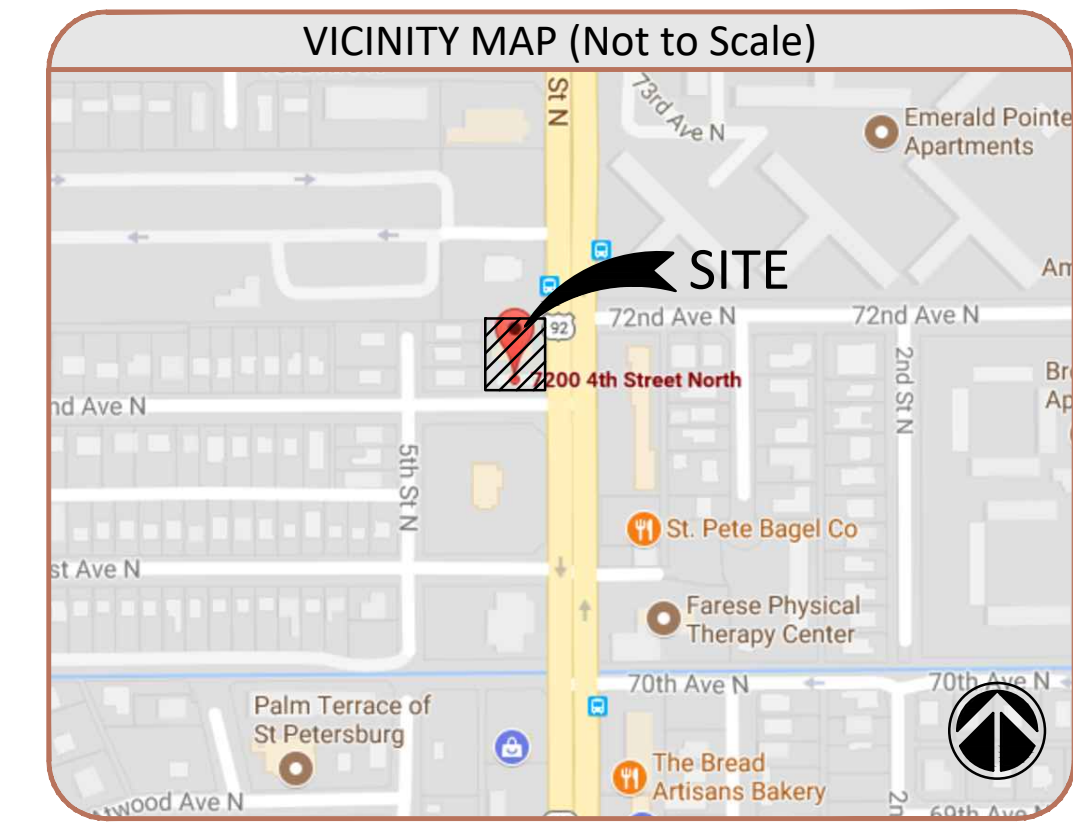 VICINITY MAP (Not to Scale)
St N
73rd Ave N
Emerald Pointe
Apartments
SITE
Am
92
72nd Ave N
72nd Ave N
7200 4th Street North
2nd St N
Br
Ap
nd Ave N
5th St N
St. Pete Bagel Co
st Ave N
Farese Physical
Therapy Center
70th Ave N
70th Ave N
Palm Terrace of
St Petersburg
The Bread
Artisans Bakery
twood Ave N
2n
69th Ave